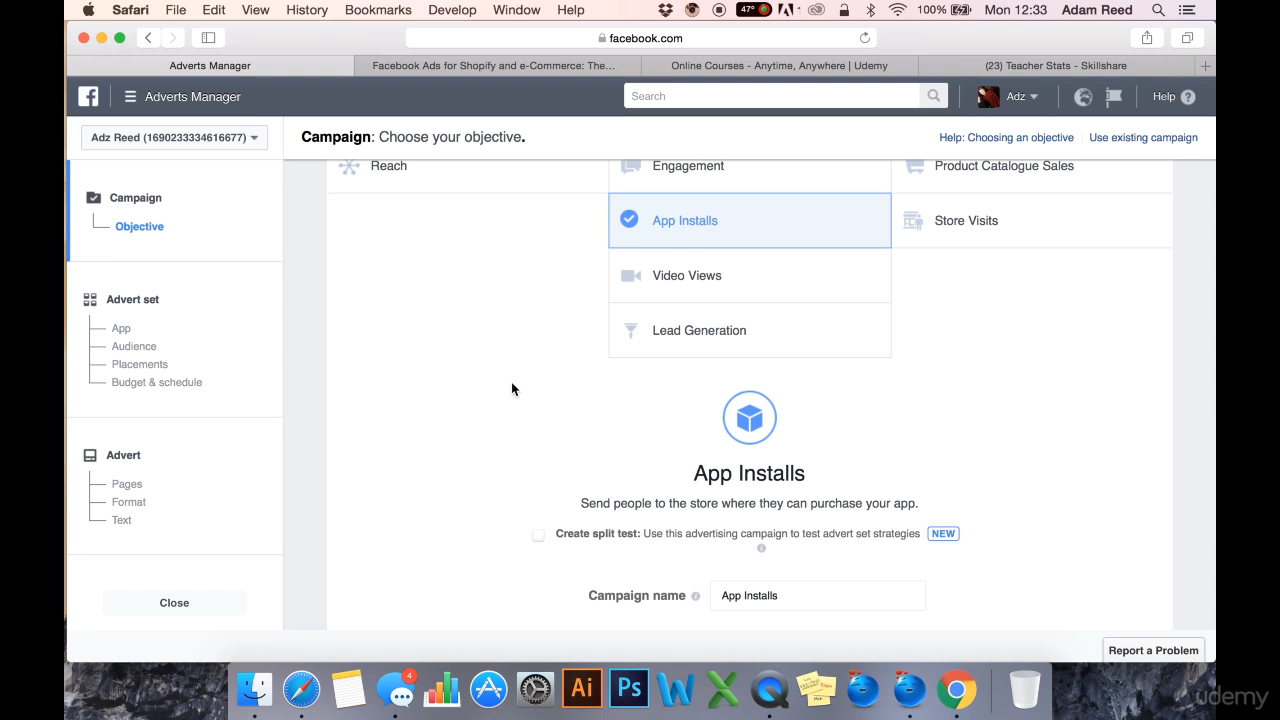 Safari File Edit View History Bookmarks Develop Window Help 47° 100% Mon 12:33 Adam Reed
facebook.com
Adverts Manager
Facebook Ads for Shopify and e-Commerce: The...
Online Courses - Anytime, Anywhere | Udemy
(23) Teacher Stats - Skillshare
Adverts Manager
Search
Adz
Help
Adz Reed (1690233334616677)
Campaign: Choose your objective.
Help: Choosing an objective
Use existing campaign
Campaign
Objective
Advert set
App
Audience
Placements
Budget & schedule
Advert
Pages
Format
Text
Close
Reach
Engagement
Product Catalogue Sales
App Installs
Store Visits
Video Views
Lead Generation
App Installs
Send people to the store where they can purchase your app.
Create split test: Use this advertising campaign to test advert set strategies NEW
Campaign name
App Installs
Report a Problem
4
Ai
Ps
udemy